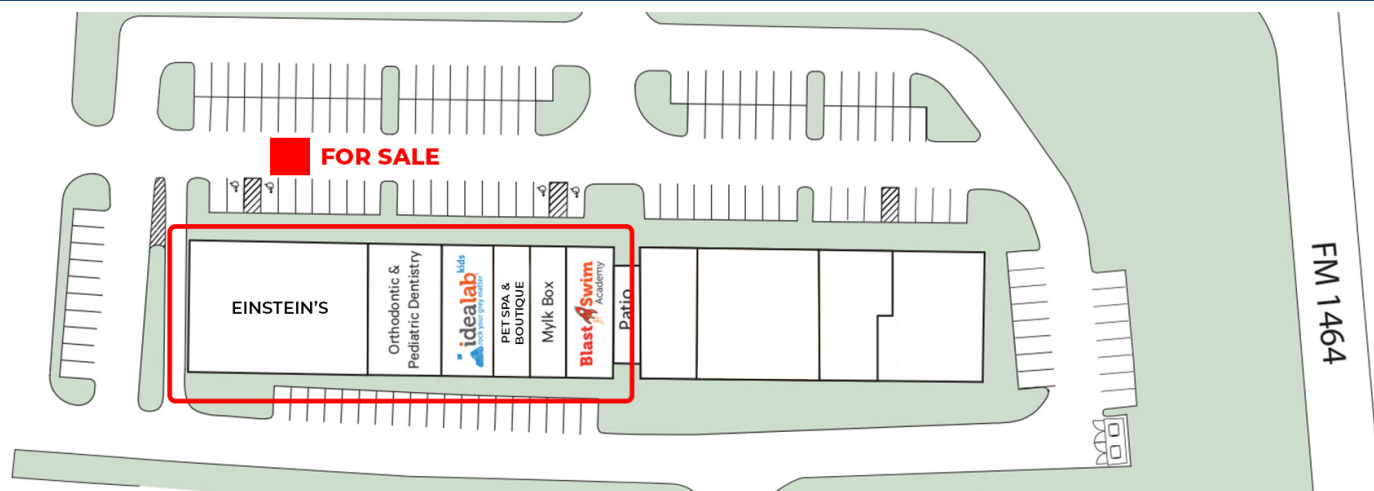 FOR SALE
EINSTEIN'S
Orthodontic &
Pediatric Dentistry
idealab kids
rock your grey matter
PET SPA &
BOUTIQUE
Mylk Box
Blast Swim
Academy
Patio
FM 1464